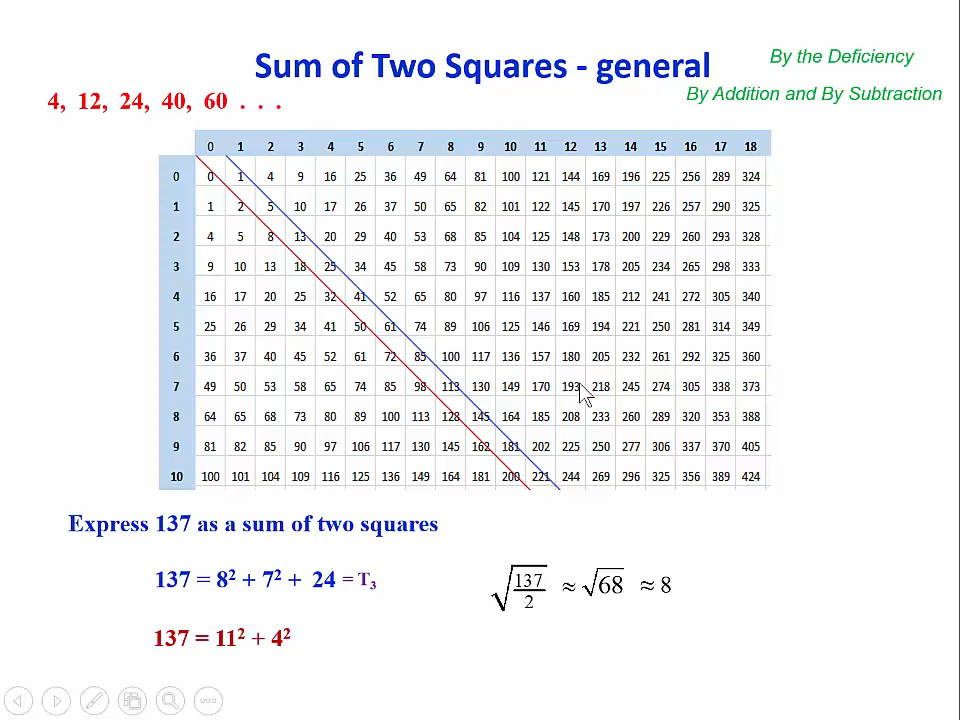 Sum of Two Squares - general
By the Deficiency
4, 12, 24, 40, 60 . . .
By Addition and By Subtraction
0 1 2 3 4 5 6 7 8 9 10 11 12 13 14 15 16 17 18
0 0 1 4 9 16 25 36 49 64 81 100 121 144 169 196 225 256 289 324
1 1 2 5 10 17 26 37 50 65 82 101 122 145 170 197 226 257 290 325
2 4 5 8 13 20 29 40 53 68 85 104 125 148 173 200 229 260 293 328
3 9 10 13 18 25 34 45 58 73 90 109 130 153 178 205 234 265 298 333
4 16 17 20 25 32 41 52 65 80 97 116 137 160 185 212 241 272 305 340
5 25 26 29 34 41 50 61 74 89 106 125 146 169 194 221 250 281 314 349
6 36 37 40 45 52 61 72 85 100 117 136 157 180 205 232 261 292 325 360
7 49 50 53 58 65 74 85 98 113 130 149 170 193 218 245 274 305 338 373
8 64 65 68 73 80 89 100 113 128 145 164 185 208 233 260 289 320 353 388
9 81 82 85 90 97 106 117 130 145 162 181 202 225 250 277 306 337 370 405
10 100 101 104 109 116 125 136 149 164 181 200 221 244 269 296 325 356 389 424
Express 137 as a sum of two squares
137 = 8² + 7² + 24 = T₃
√(137/2) ≈ √68 ≈ 8
137 = 11² + 4²